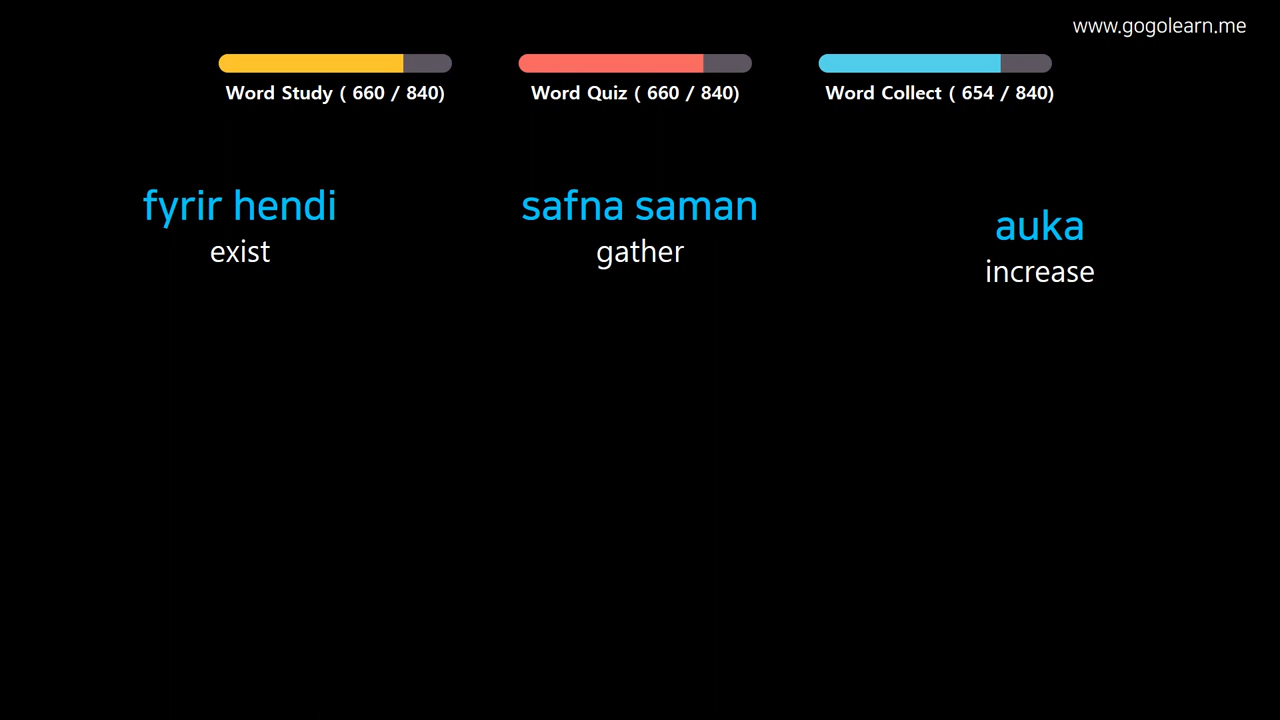 www.gogolearn.me
Word Study ( 660 / 840)
Word Quiz ( 660 / 840)
Word Collect ( 654 / 840)
fyrir hendi
exist
safna saman
gather
auka
increase